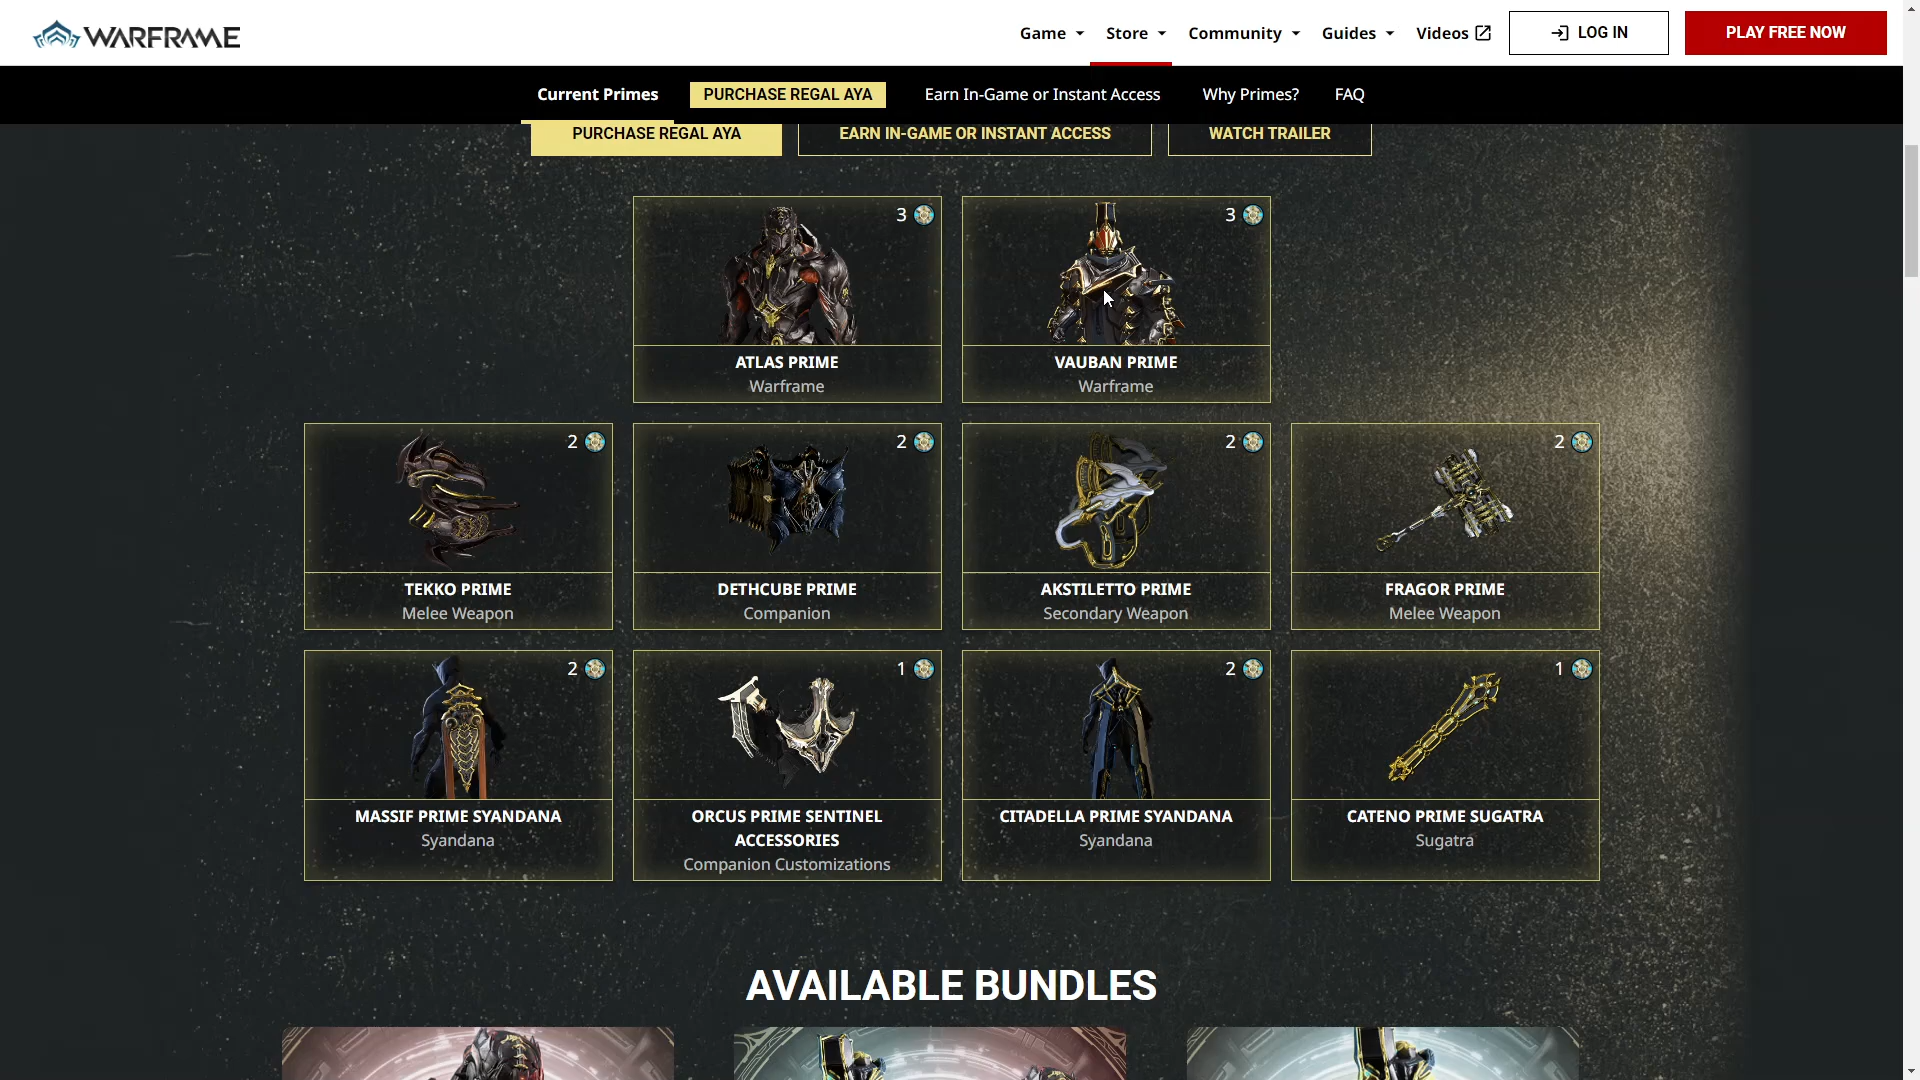 WARFRAME
Game Store Community Guides Videos LOG IN PLAY FREE NOW
Current Primes PURCHASE REGAL AYA Earn In-Game or Instant Access Why Primes? FAQ
PURCHASE REGAL AYA EARN IN-GAME OR INSTANT ACCESS WATCH TRAILER
3 3
ATLAS PRIME VAUBAN PRIME
Warframe Warframe
2 2 2 2
TEKKO PRIME DETHCUBE PRIME AKSTILETTO PRIME FRAGOR PRIME
Melee Weapon Companion Secondary Weapon Melee Weapon
2 1 2 1
MASSIF PRIME SYANDANA ORCUS PRIME SENTINEL CITADELLA PRIME SYANDANA CATENO PRIME SUGATRA
Syandana ACCESSORIES Syandana Sugatra
Companion Customizations
AVAILABLE BUNDLES